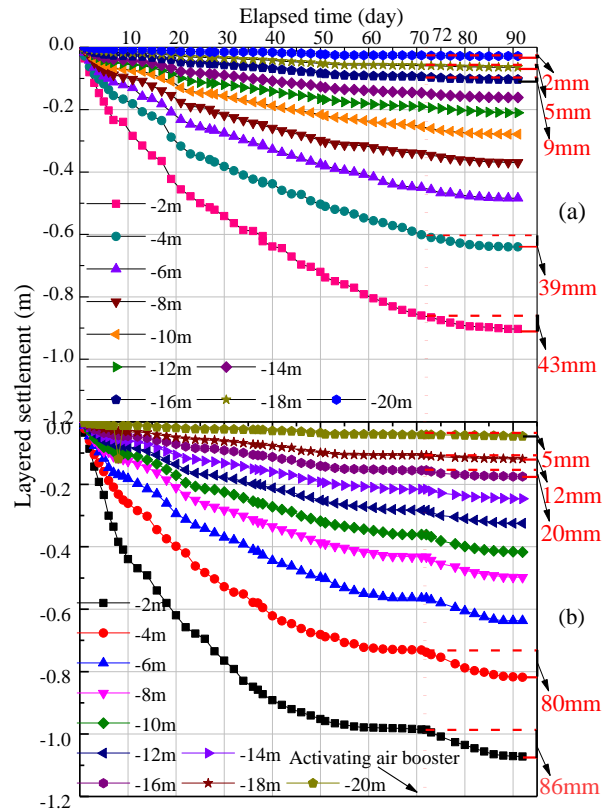 Elapsed time (day)
10 20 30 40 50 60 70 72 80 90
Layered settlement (m)
0.0
-0.2
-0.4
-0.6
-0.8
-1.0
-1.2
2mm
5mm
9mm
(a)
39mm
43mm
-2m
-4m
-6m
-8m
-10m
-12m -14m
-16m -18m -20m
0.0
-0.2
-0.4
-0.6
-0.8
-1.0
-1.2
5mm
12mm
20mm
(b)
80mm
86mm
-2m
-4m
-6m
-8m
-10m
-12m -14m
-16m -18m -20m
Activating air booster